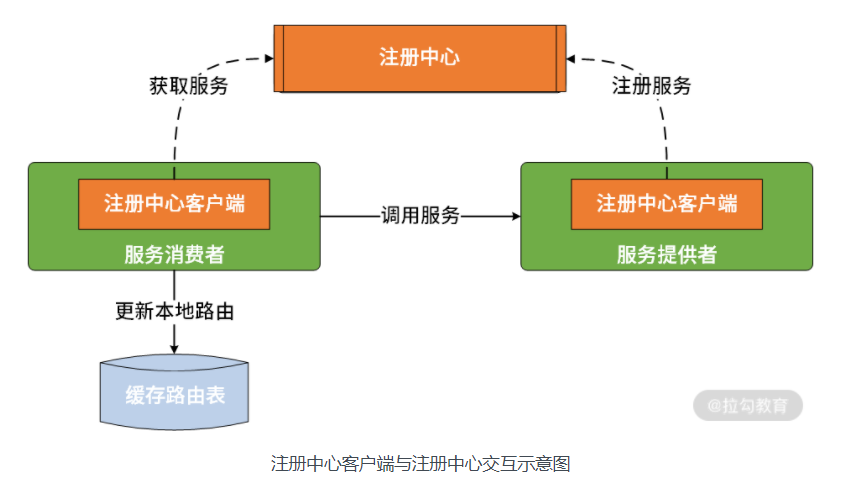 注册中心
获取服务
注册服务
注册中心客户端
注册中心客户端
调用服务
服务消费者
服务提供者
更新本地路由
缓存路由表
@拉勾教育
注册中心客户端与注册中心交互示意图